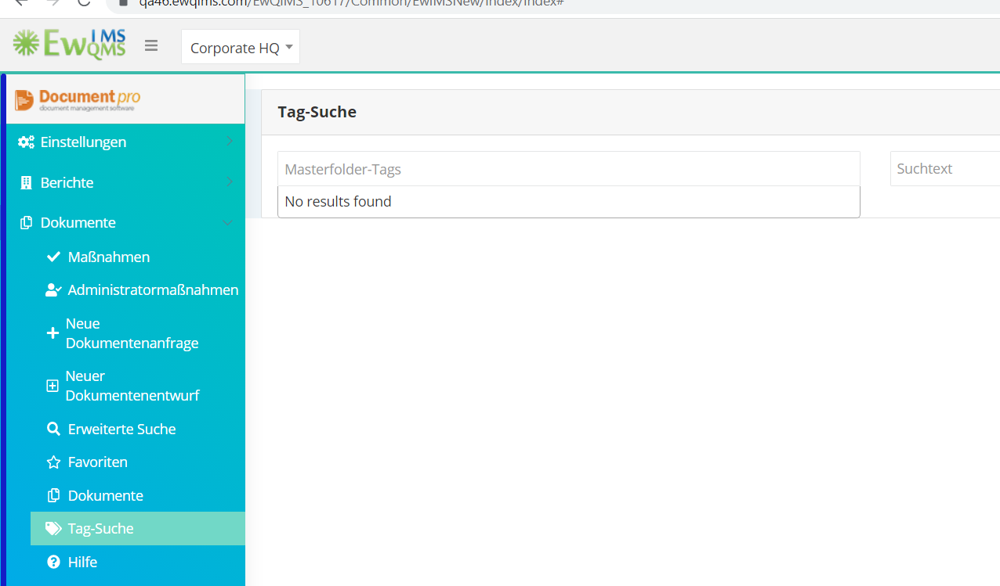 qa46.ewqims.com/EwQIMS_10617/Common/EwIMSNew/Index/Index#
EwQMS IMS
Corporate HQ
Document pro
document management software
Tag-Suche
Einstellungen
Masterfolder-Tags
Suchtext
Berichte
No results found
Dokumente
Maßnahmen
Administratormaßnahmen
Neue
Dokumentenanfrage
Neuer
Dokumentenentwurf
Erweiterte Suche
Favoriten
Dokumente
Tag-Suche
Hilfe